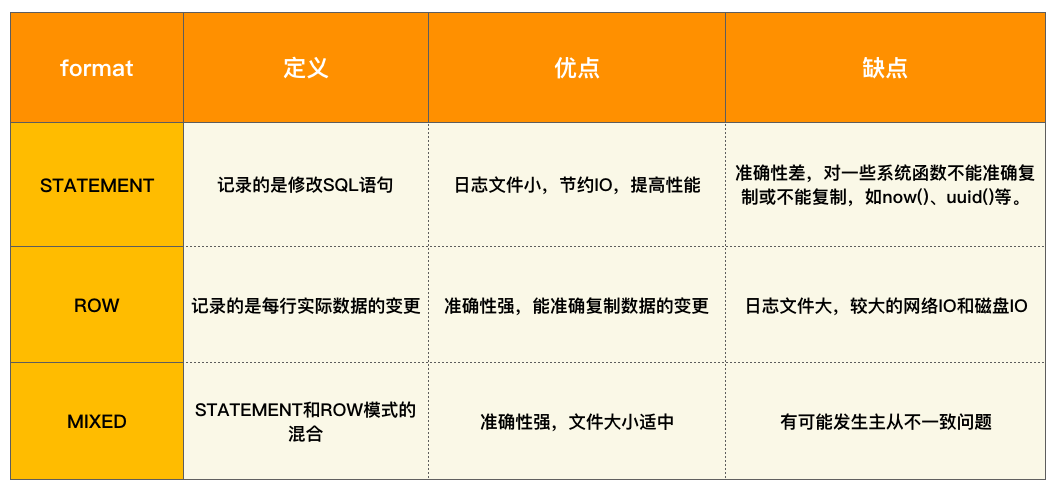 format
定义
优点
缺点
STATEMENT
记录的是修改SQL语句
日志文件小，节约IO，提高性能
准确性差，对一些系统函数不能准确复
制或不能复制，如now()、uuid()等。
ROW
记录的是每行实际数据的变更
准确性强，能准确复制数据的变更
日志文件大，较大的网络IO和磁盘IO
MIXED
STATEMENT和ROW模式的
混合
准确性强，文件大小适中
有可能发生主从不一致问题